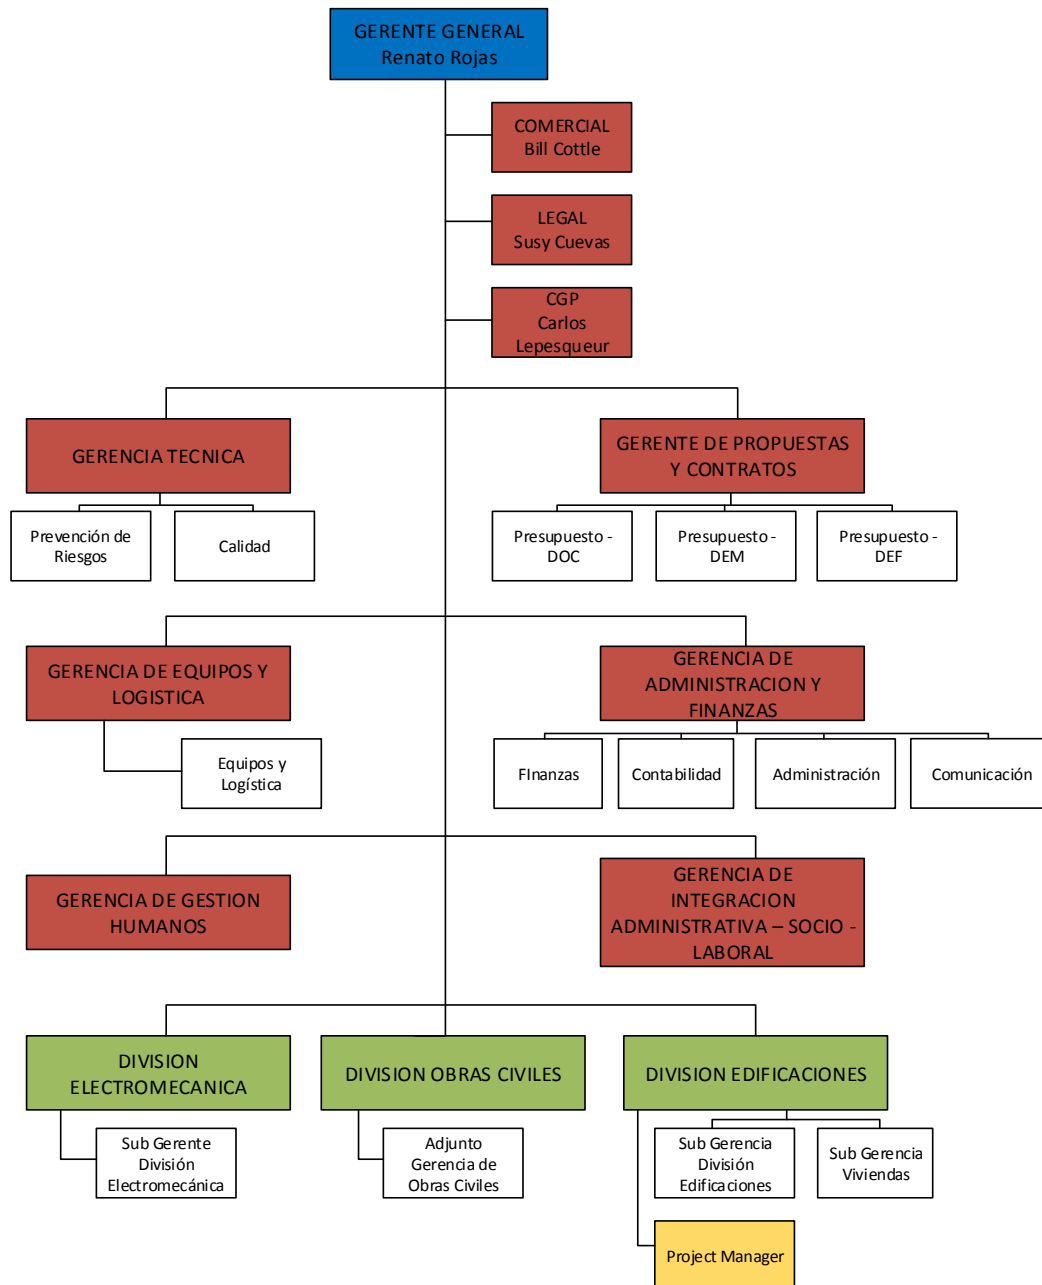 GERENTE GENERAL
Renato Rojas
COMERCIAL
Bill Cottle
LEGAL
Susy Cuevas
CGP
Carlos
Lepesqueur
GERENCIA TECNICA
GERENTE DE PROPUESTAS
Y CONTRATOS
Prevención de
Riesgos
Calidad
Presupuesto -
DOC
Presupuesto -
DEM
Presupuesto -
DEF
GERENCIA DE EQUIPOS Y
LOGISTICA
GERENCIA DE
ADMINISTRACION Y
FINANZAS
Equipos y
Logística
FInanzas
Contabilidad
Administración
Comunicación
GERENCIA DE GESTION
HUMANOS
GERENCIA DE
INTEGRACION
ADMINISTRATIVA – SOCIO -
LABORAL
DIVISION
ELECTROMECANICA
DIVISION OBRAS CIVILES
DIVISION EDIFICACIONES
Sub Gerente
División
Electromecánica
Adjunto
Gerencia de
Obras Civiles
Sub Gerencia
División
Edificaciones
Sub Gerencia
Viviendas
Project Manager